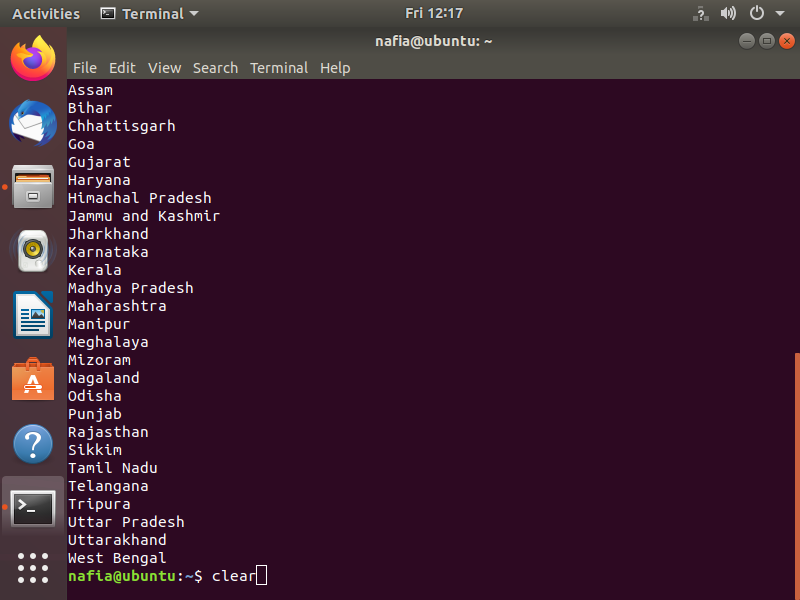 Activities Terminal Fri 12:17
nafia@ubuntu: ~
File Edit View Search Terminal Help
Assam
Bihar
Chhattisgarh
Goa
Gujarat
Haryana
Himachal Pradesh
Jammu and Kashmir
Jharkhand
Karnataka
Kerala
Madhya Pradesh
Maharashtra
Manipur
Meghalaya
Mizoram
Nagaland
Odisha
Punjab
Rajasthan
Sikkim
Tamil Nadu
Telangana
Tripura
Uttar Pradesh
Uttarakhand
West Bengal
nafia@ubuntu:~$ clear